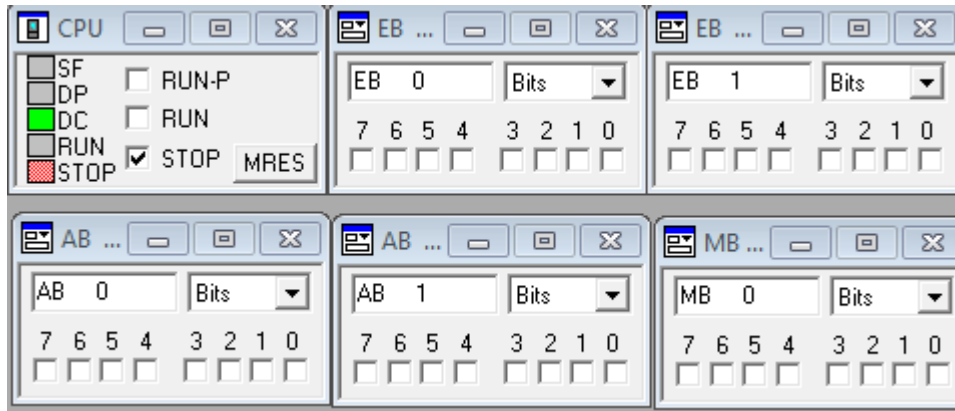 CPU
SF
DP
DC
RUN
STOP
RUN-P
RUN
STOP
MRES
EB ...
EB 0
Bits
7 6 5 4 3 2 1 0
EB ...
EB 1
Bits
7 6 5 4 3 2 1 0
AB ...
AB 0
Bits
7 6 5 4 3 2 1 0
AB ...
AB 1
Bits
7 6 5 4 3 2 1 0
MB ...
MB 0
Bits
7 6 5 4 3 2 1 0